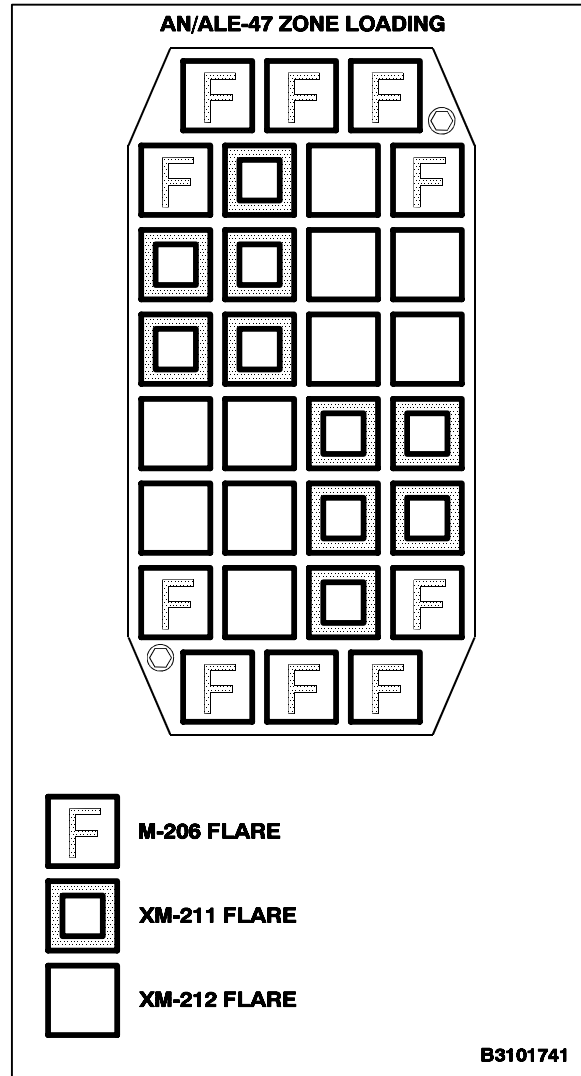 AN/ALE-47 ZONE LOADING
F F F
F F
F F
F F F
F M-206 FLARE
XM-211 FLARE
XM-212 FLARE
B3101741